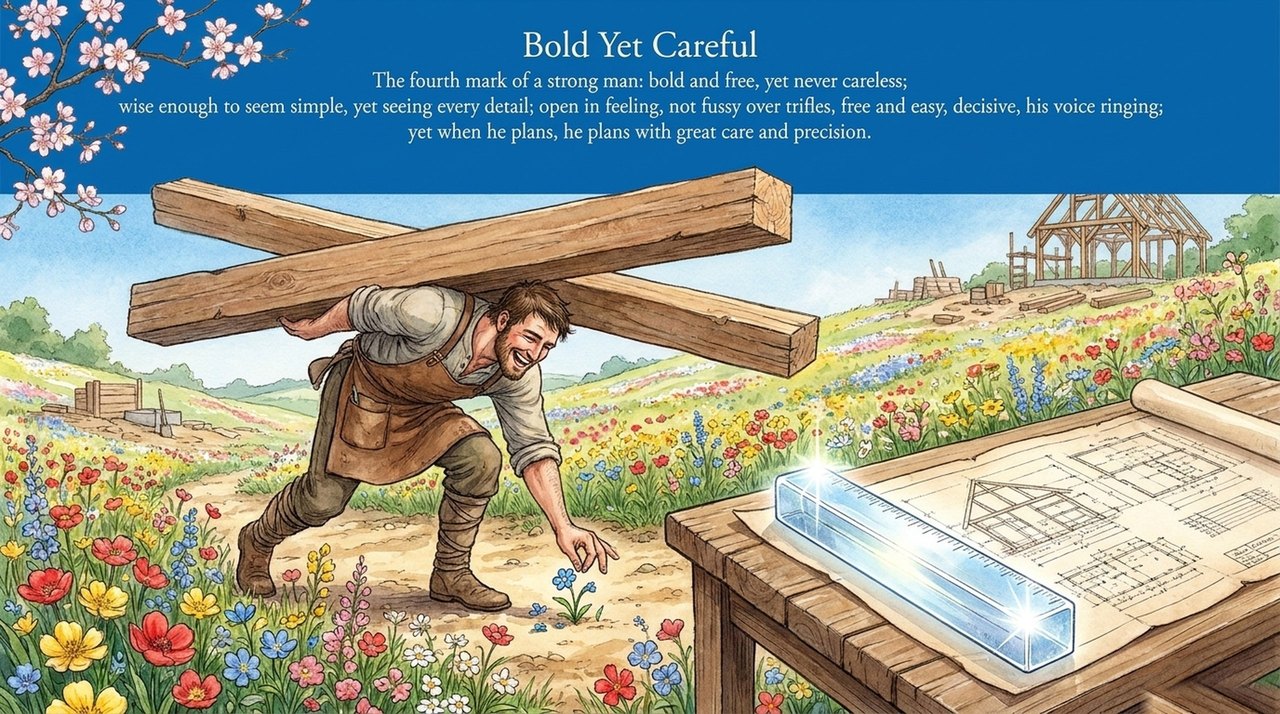 Bold Yet Careful
The fourth mark of a strong man: bold and free, yet never careless;
wise enough to seem simple, yet seeing every detail; open in feeling, not fussy over trifles, free and easy, decisive, his voice ringing;
yet when he plans, he plans with great care and precision.